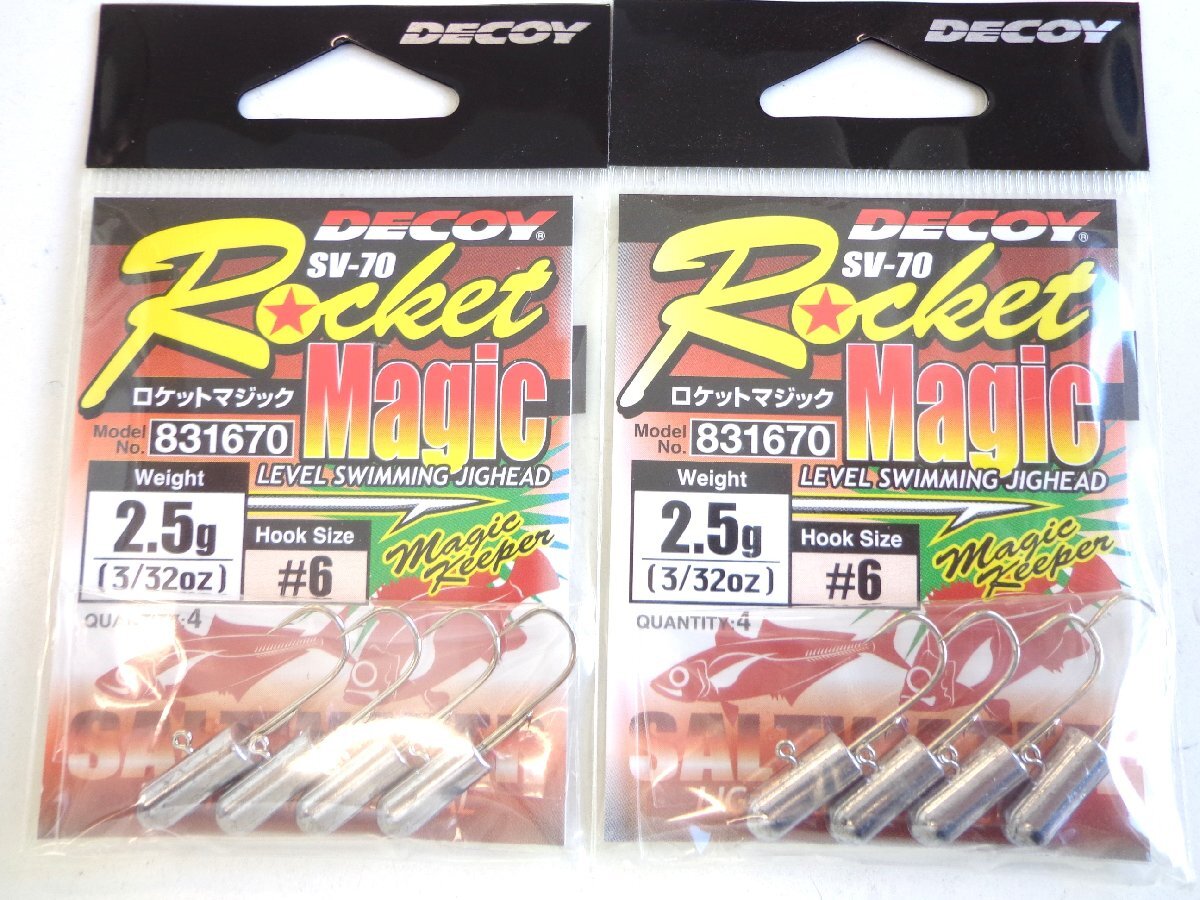 DECOY
DECOY®
SV-70
Rocket
Magic
ロケットマジック
Model No. 831670
LEVEL SWIMMING JIGHEAD
Weight
2.5g
(3/32oz)
Hook Size
#6
Magic Keeper
QUANTITY:4
DECOY
DECOY®
SV-70
Rocket
Magic
ロケットマジック
Model No. 831670
LEVEL SWIMMING JIGHEAD
Weight
2.5g
(3/32oz)
Hook Size
#6
Magic Keeper
QUANTITY:4